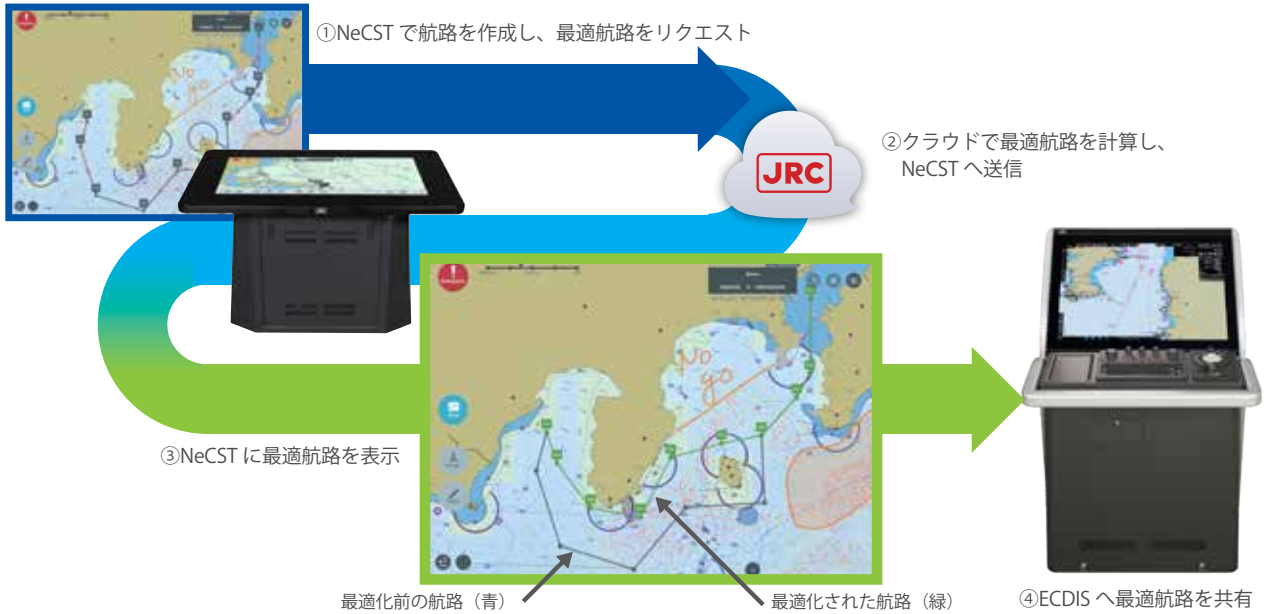 ①NeCST で航路を作成し、最適航路をリクエスト
No
go
JRC
②クラウドで最適航路を計算し、
NeCST へ送信
No
go
③NeCST に最適航路を表示
最適化前の航路（青）
最適化された航路（緑）
④ECDIS へ最適航路を共有